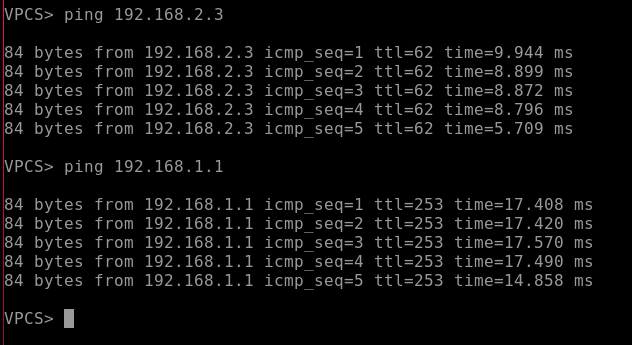 VPCS> ping 192.168.2.3
84 bytes from 192.168.2.3 icmp_seq=1 ttl=62 time=9.944 ms
84 bytes from 192.168.2.3 icmp_seq=2 ttl=62 time=8.899 ms
84 bytes from 192.168.2.3 icmp_seq=3 ttl=62 time=8.872 ms
84 bytes from 192.168.2.3 icmp_seq=4 ttl=62 time=8.796 ms
84 bytes from 192.168.2.3 icmp_seq=5 ttl=62 time=5.709 ms
VPCS> ping 192.168.1.1
84 bytes from 192.168.1.1 icmp_seq=1 ttl=253 time=17.408 ms
84 bytes from 192.168.1.1 icmp_seq=2 ttl=253 time=17.420 ms
84 bytes from 192.168.1.1 icmp_seq=3 ttl=253 time=17.570 ms
84 bytes from 192.168.1.1 icmp_seq=4 ttl=253 time=17.490 ms
84 bytes from 192.168.1.1 icmp_seq=5 ttl=253 time=14.858 ms
VPCS>